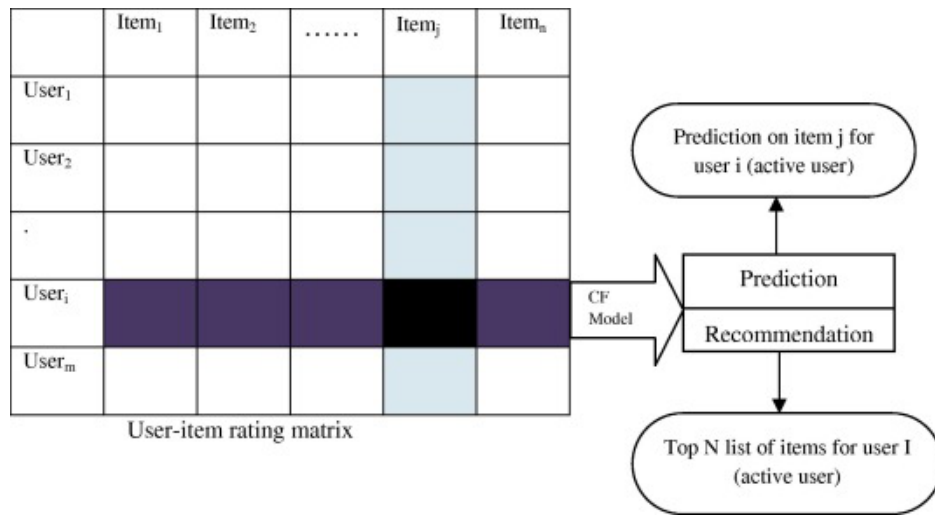 Item₁ Item₂ ...... Itemⱼ Itemₙ
User₁
User₂
.
Userᵢ
Userₘ
User-item rating matrix
CF
Model
Prediction on item j for
user i (active user)
Prediction
Recommendation
Top N list of items for user I
(active user)